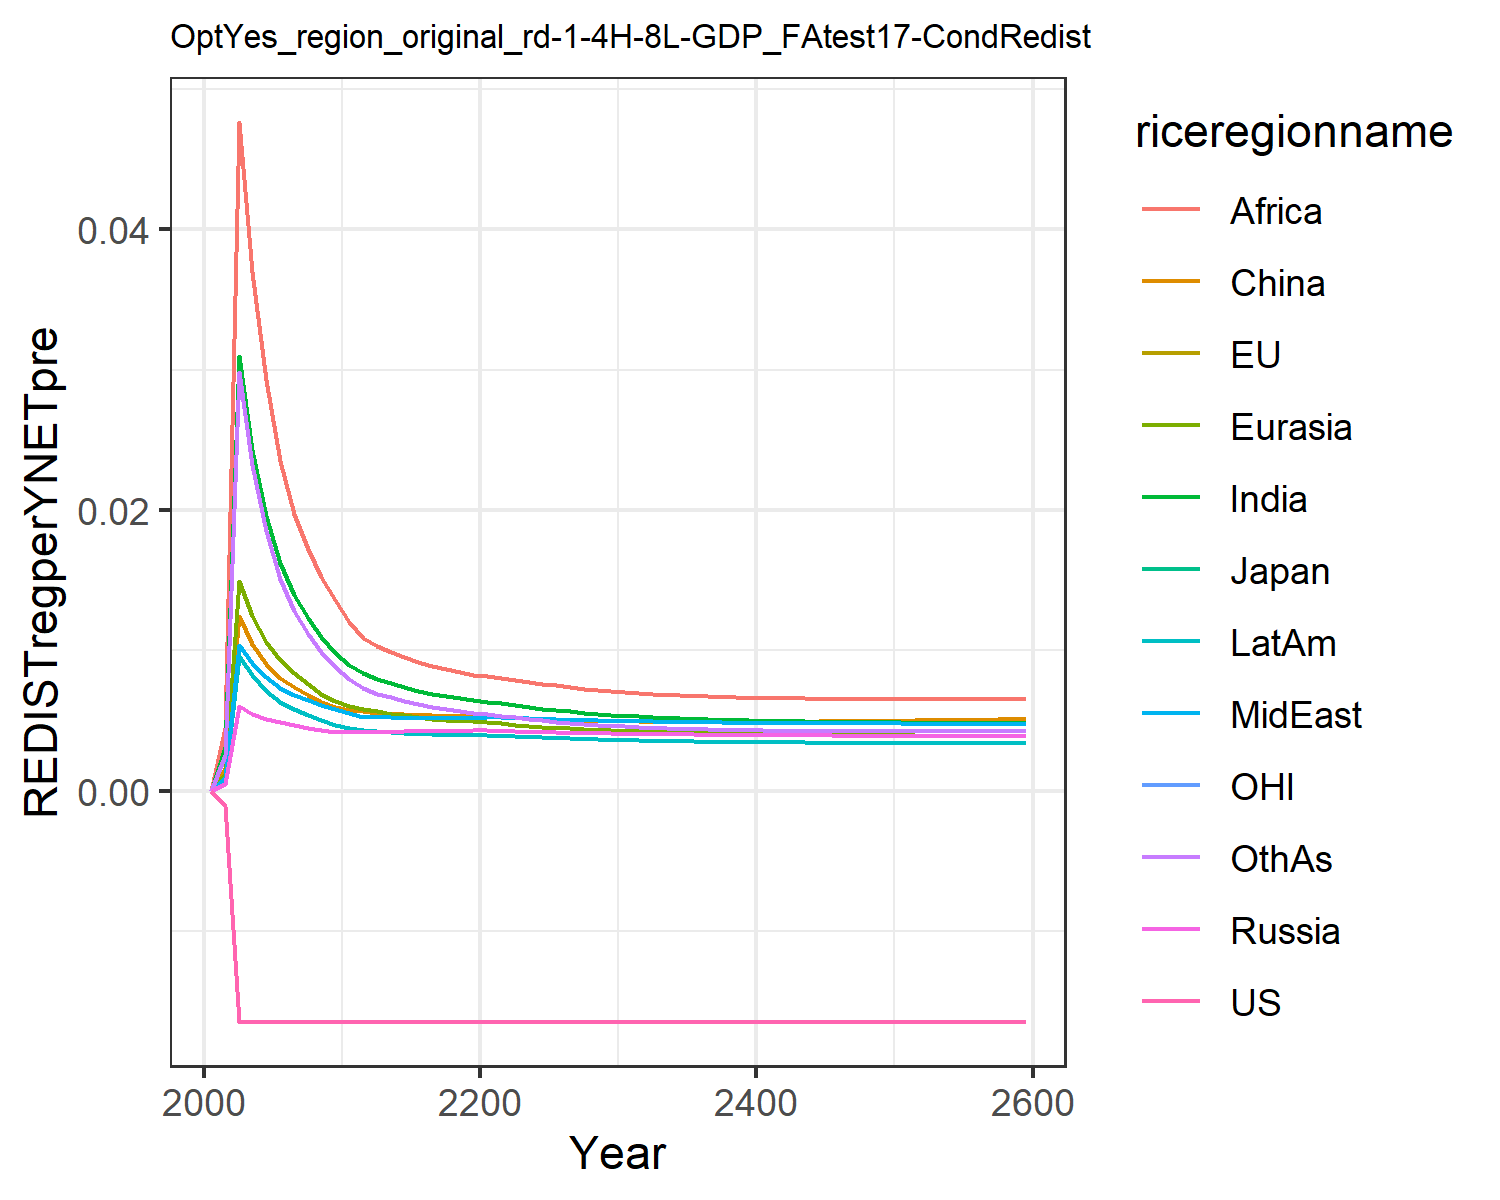 OptYes_region_original_rd-1-4H-8L-GDP_FAtest17-CondRedist
REDISTregperYNETpre
0.04
0.02
0.00
2000
2200
2400
2600
Year
riceregionname
Africa
China
EU
Eurasia
India
Japan
LatAm
MidEast
OHI
OthAs
Russia
US